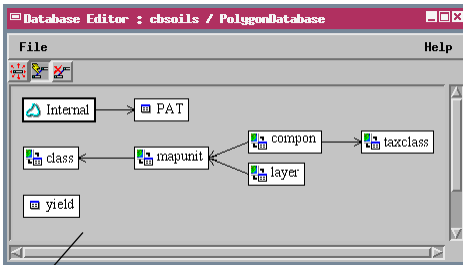 Database Editor : cbsoils / PolygonDatabase
File Help
Internal PAT
compon taxclass
class mapunit
layer
yield